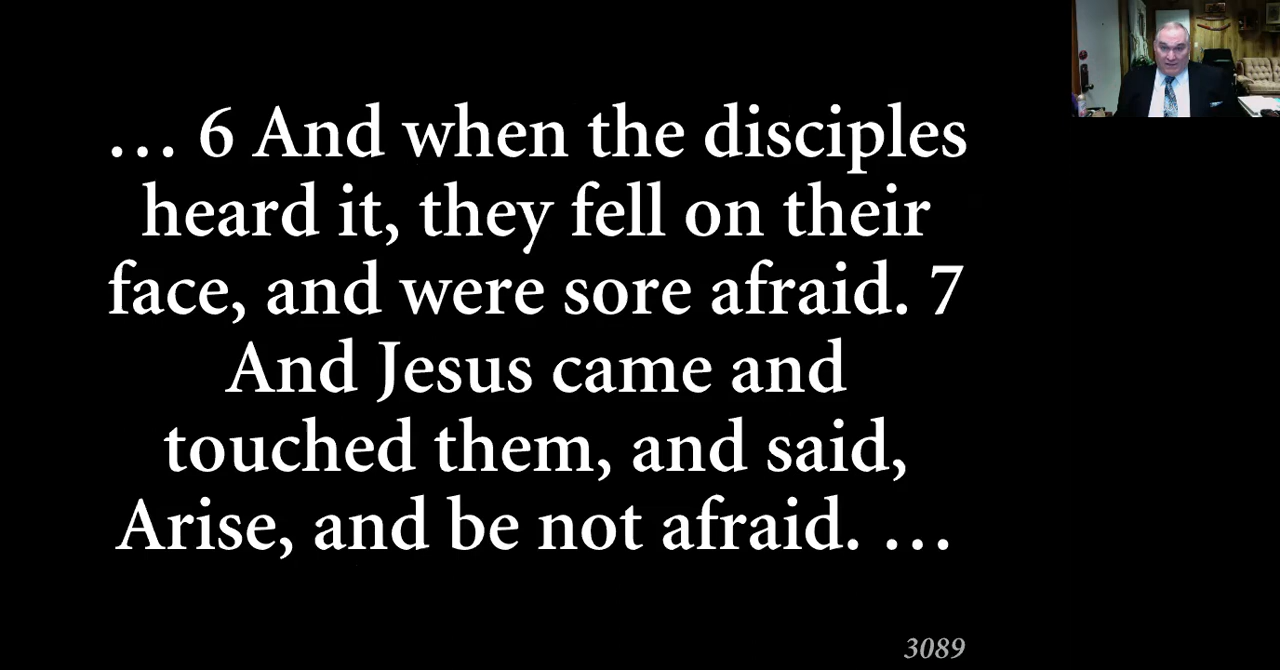 … 6 And when the disciples
heard it, they fell on their
face, and were sore afraid. 7
And Jesus came and
touched them, and said,
Arise, and be not afraid. …
3089